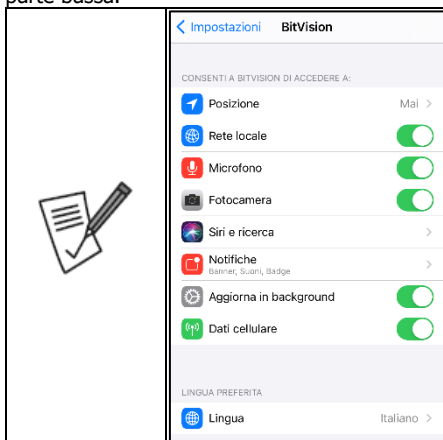 parte bassa.
Impostazioni BitVision
CONSENTI A BITVISION DI ACCEDERE A:
Posizione Mai
Rete locale
Microfono
Fotocamera
Siri e ricerca
Notifiche
Banner, Suoni, Badge
Aggiorna in background
Dati cellulare
LINGUA PREFERITA
Lingua Italiano